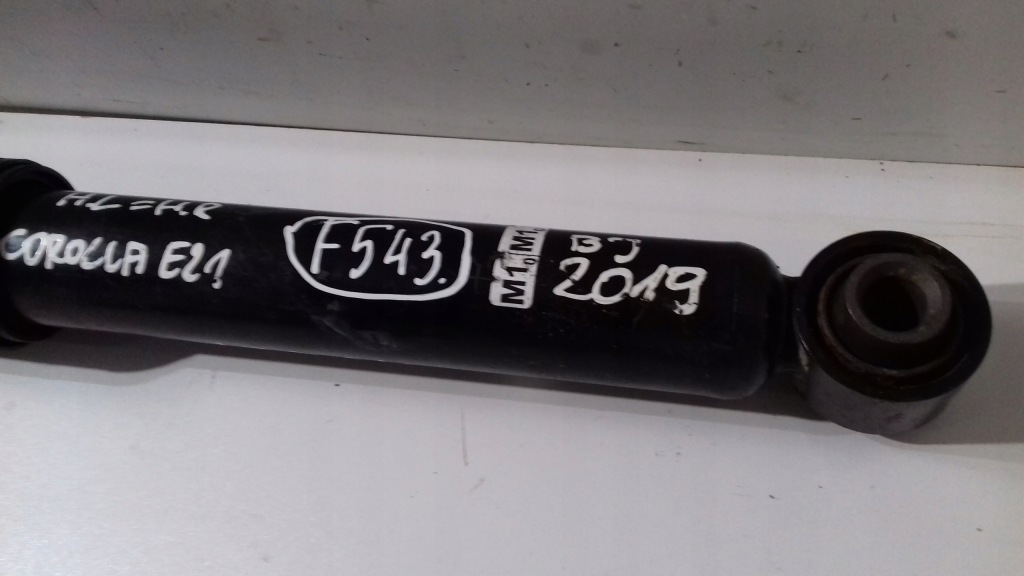 HL = HR
COROLLA E21
F543.
M1, M1,
BJ
2019